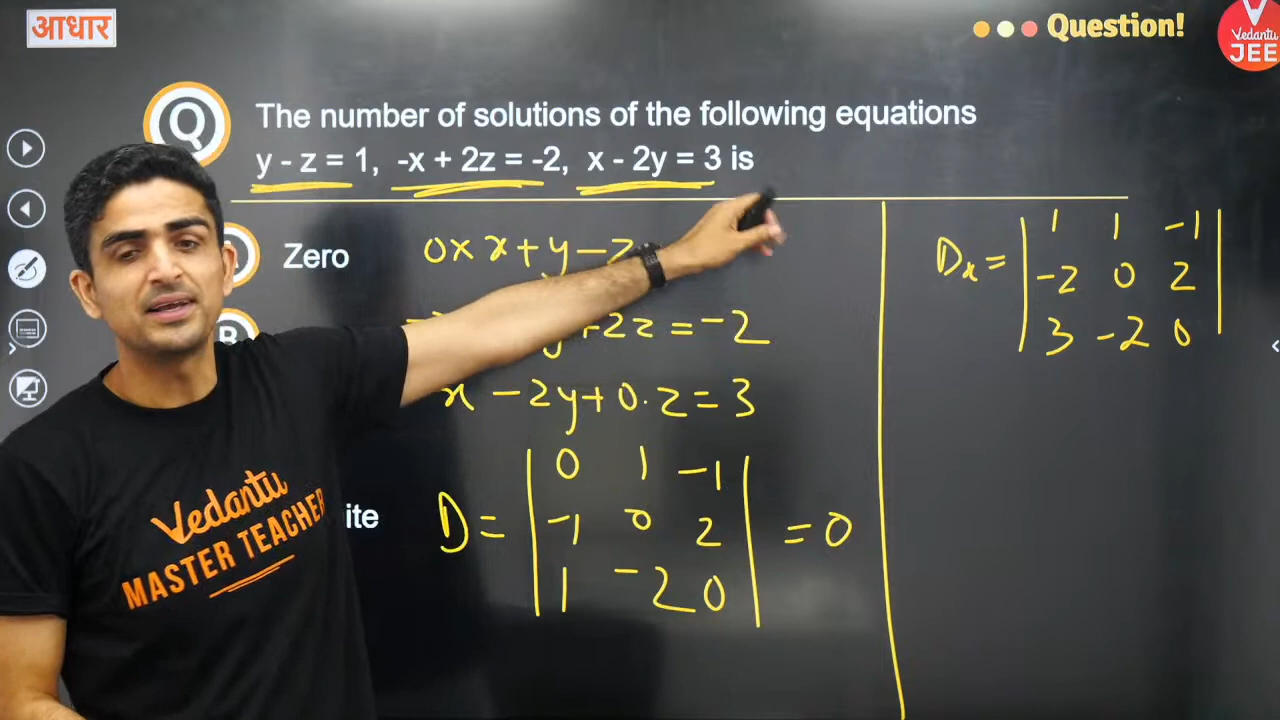 आधार
Question!
Vedantu
JEE
Q
The number of solutions of the following equations
y - z = 1, -x + 2z = -2, x - 2y = 3 is
Zero
0 x x + y - z
+2z = -2
x - 2y + 0. z = 3
D = | 0 1 -1 |
| -1 0 2 | = 0
| 1 -2 0 |
Dx = | 1 1 -1 |
| -2 0 2 |
| 3 -2 0 |
B
ite
Vedantu
MASTER TEACHER